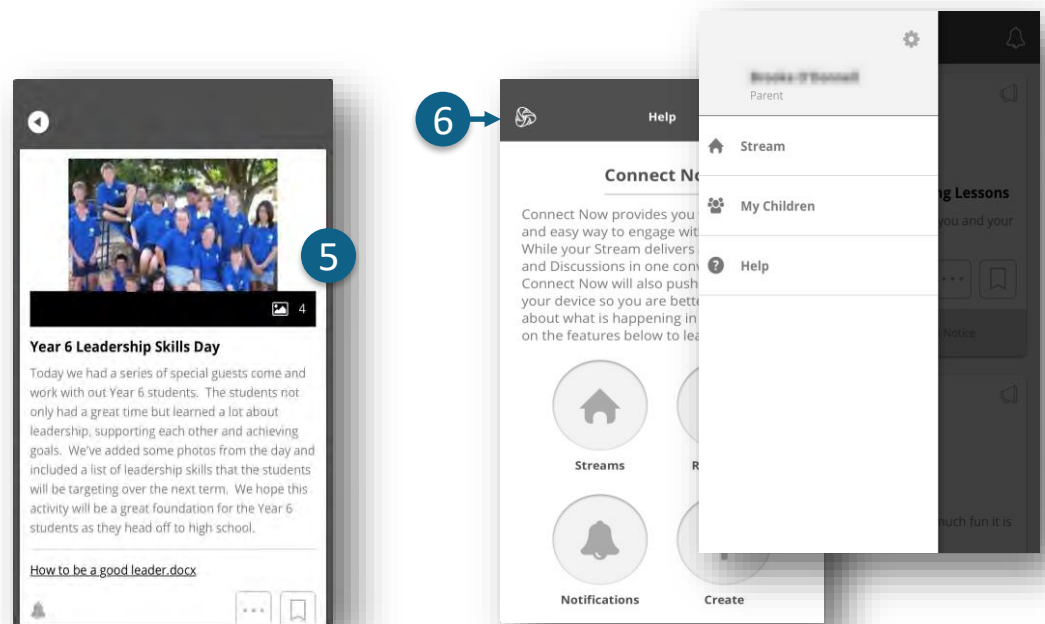 5
4
Year 6 Leadership Skills Day
Today we had a series of special guests come and
work with out Year 6 students. The students not
only had a great time but learned a lot about
leadership, supporting each other and achieving
goals. We've added some photos from the day and
included a list of leadership skills that the students
will be targeting over the next term. We hope this
activity will be a great foundation for the Year 6
students as they head off to high school.
How to be a good leader.docx
6
Help
Connect
Connect Now provides you
and easy way to engage
While your Stream delivers
and Discussions in one
Connect Now will also push
your device so you are
about what is happening in
on the features below to
Streams
Notifications
Create
Parent
Stream
My Children
Help
Lessons
you and your
Notice
much fun it is